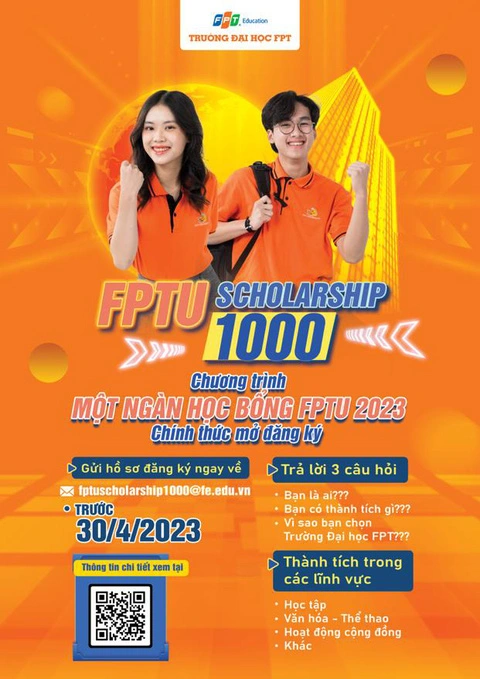 FPT Education
TRƯỜNG ĐẠI HỌC FPT
FPTU SCHOLARSHIP
1000
Chương trình
MỘT NGÀN HỌC BỔNG FPTU 2023
Chính thức mở đăng ký
Gửi hồ sơ đăng ký ngay về
fptuscholarship1000@fe.edu.vn
• TRƯỚC
30/4/2023
Thông tin chi tiết xem tại
Trả lời 3 câu hỏi
• Bạn là ai???
• Bạn có thành tích gì???
• Vì sao bạn chọn
Trường Đại học FPT???
Thành tích trong
các lĩnh vực
• Học tập
• Văn hóa - Thể thao
• Hoạt động cộng đồng
• Khác